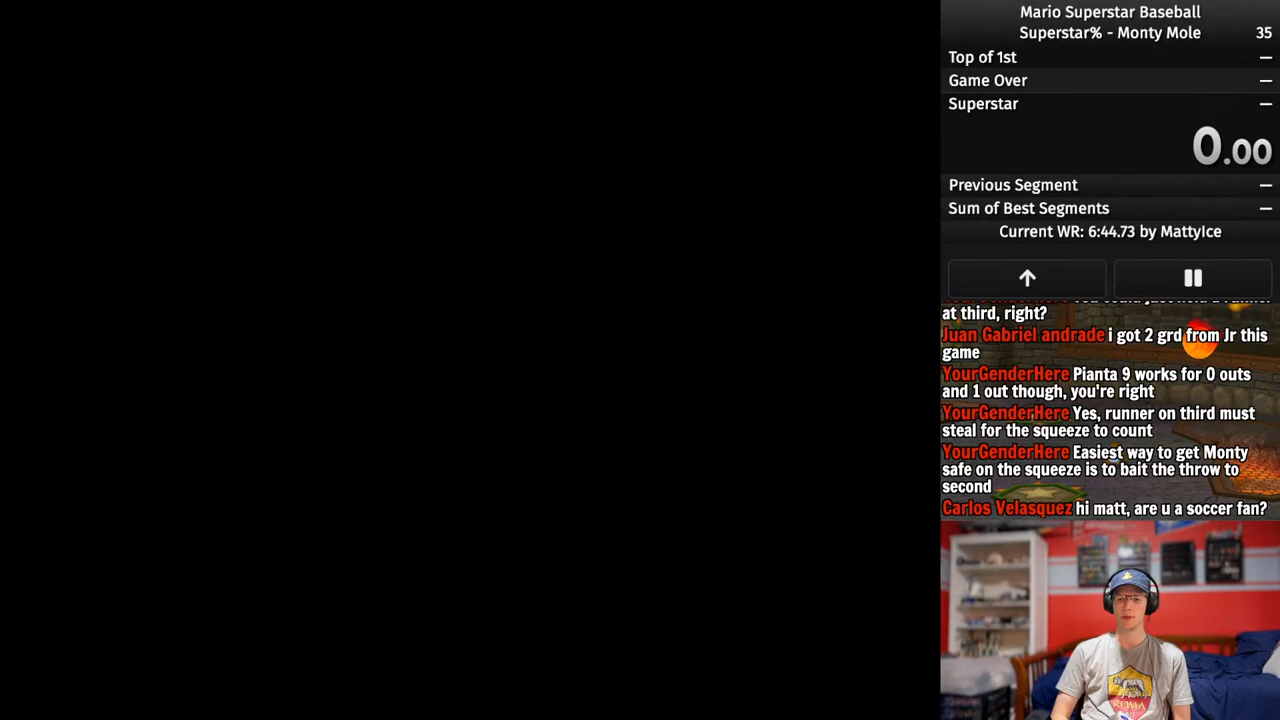 Mario Superstar Baseball
Superstar% - Monty Mole 35
Top of 1st —
Game Over —
Superstar —
0.00
Previous Segment —
Sum of Best Segments —
Current WR: 6:44.73 by MattyIce
at third, right?
Juan Gabriel andrade i got 2 grd from Jr this
game
YourGenderHere Pianta 9 works for 0 outs
and 1 out though, you're right
YourGenderHere Yes, runner on third must
steal for the squeeze to count
YourGenderHere Easiest way to get Monty
safe on the squeeze is to bait the throw to
second
Carlos Velasquez hi matt, are u a soccer fan?
ROMA